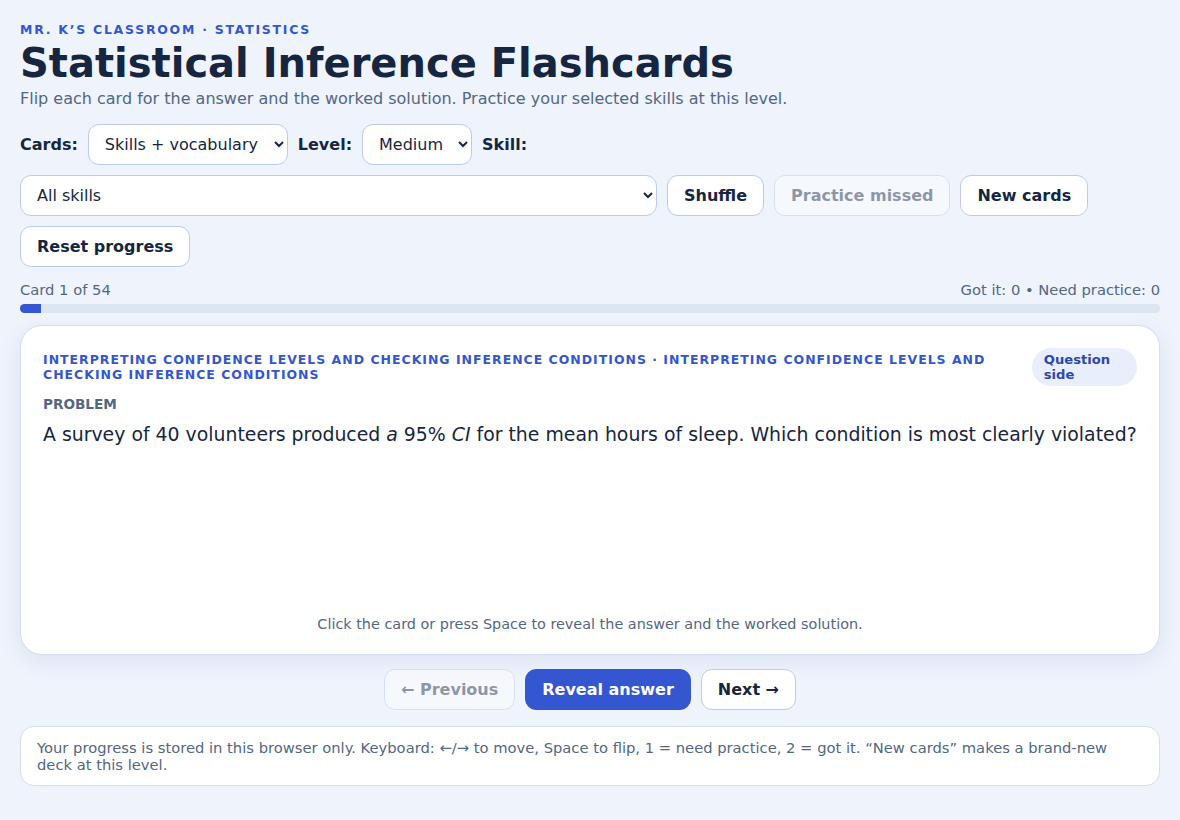 MR. K’S CLASSROOM · STATISTICS
Statistical Inference Flashcards
Flip each card for the answer and the worked solution. Practice your selected skills at this level.
Cards: Skills + vocabulary Level: Medium Skill:
All skills Shuffle Practice missed New cards
Reset progress
Card 1 of 54 Got it: 0 • Need practice: 0
INTERPRETING CONFIDENCE LEVELS AND CHECKING INFERENCE CONDITIONS · INTERPRETING CONFIDENCE LEVELS AND
CHECKING INFERENCE CONDITIONS
Question
side
PROBLEM
A survey of 40 volunteers produced a 95% CI for the mean hours of sleep. Which condition is most clearly violated?
Click the card or press Space to reveal the answer and the worked solution.
← Previous Reveal answer Next →
Your progress is stored in this browser only. Keyboard: ←/→ to move, Space to flip, 1 = need practice, 2 = got it. “New cards” makes a brand-new
deck at this level.